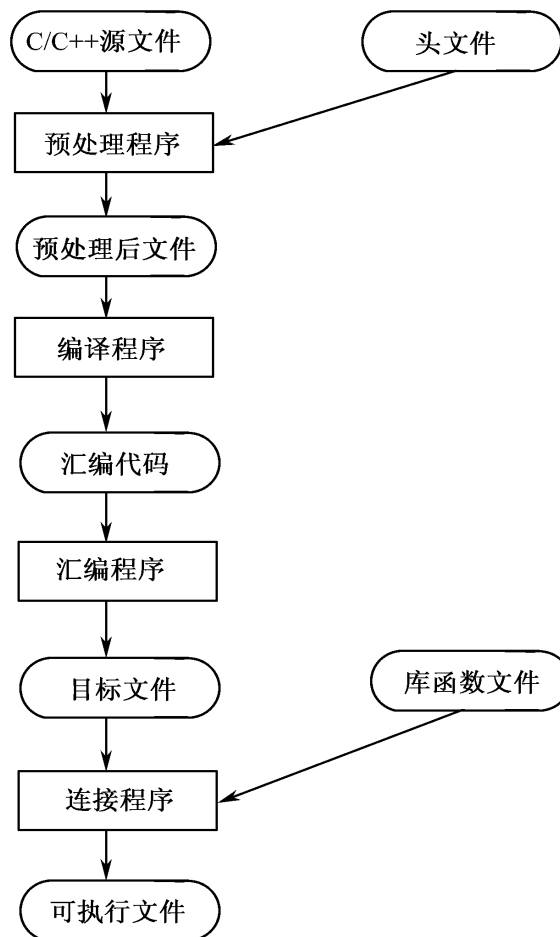 C/C++源文件
头文件
预处理程序
预处理后文件
编译程序
汇编代码
汇编程序
目标文件
库函数文件
连接程序
可执行文件